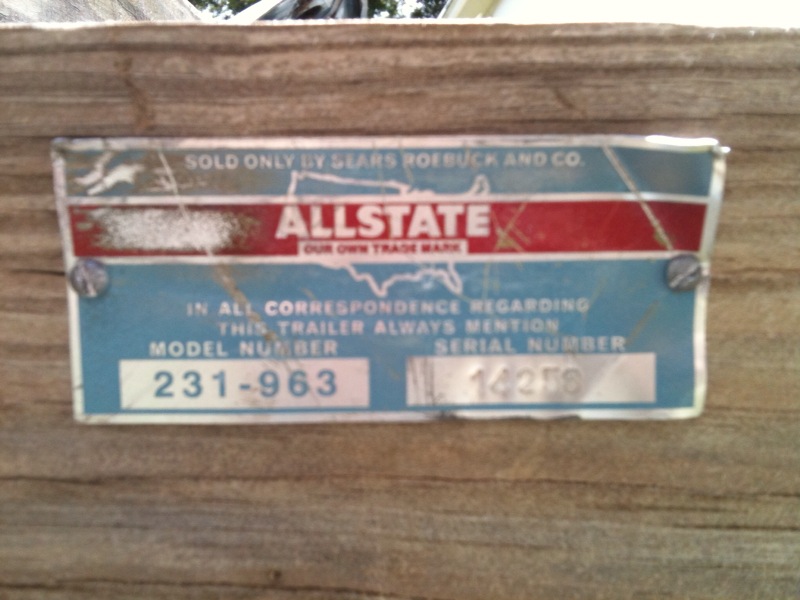 SOLD ONLY BY SEARS ROEBUCK AND CO.
ALLSTATE
OUR OWN TRADE MARK
IN ALL CORRESPONDENCE REGARDING
THIS TRAILER ALWAYS MENTION
MODEL NUMBER SERIAL NUMBER
231-963